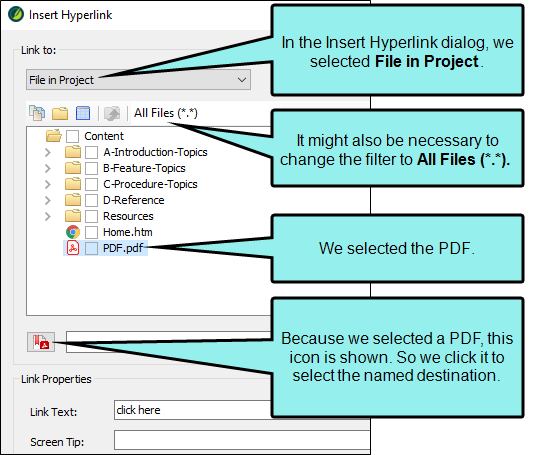 Insert Hyperlink
Link to:
File in Project
All Files (*.*)
Content
A-Introduction-Topics
B-Feature-Topics
C-Procedure-Topics
D-Reference
Resources
Home.htm
PDF.pdf
Link Properties
Link Text:
click here
Screen Tip:
In the Insert Hyperlink dialog, we
selected File in Project.
It might also be necessary to
change the filter to All Files (*.*).
We selected the PDF.
Because we selected a PDF, this
icon is shown. So we click it to
select the named destination.